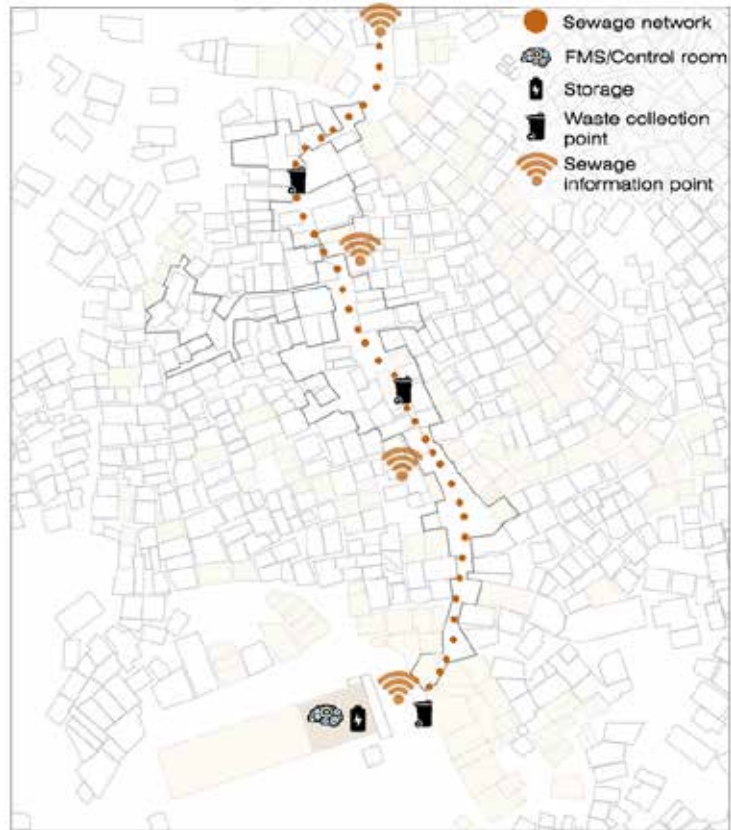 Sewage network
FMS/Control room
Storage
Waste collection
point
Sewage
information point